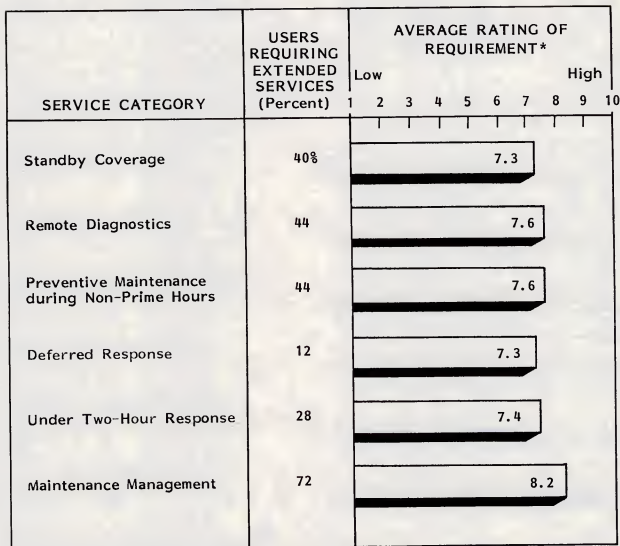 SERVICE CATEGORY
USERS
REQUIRING
EXTENDED
SERVICES
(Percent)
AVERAGE RATING OF
REQUIREMENT*
Low High
1 2 3 4 5 6 7 8 9 10
Standby Coverage 40% 7.3
Remote Diagnostics 44 7.6
Preventive Maintenance
during Non-Prime Hours 44 7.6
Deferred Response 12 7.3
Under Two-Hour Response 28 7.4
Maintenance Management 72 8.2